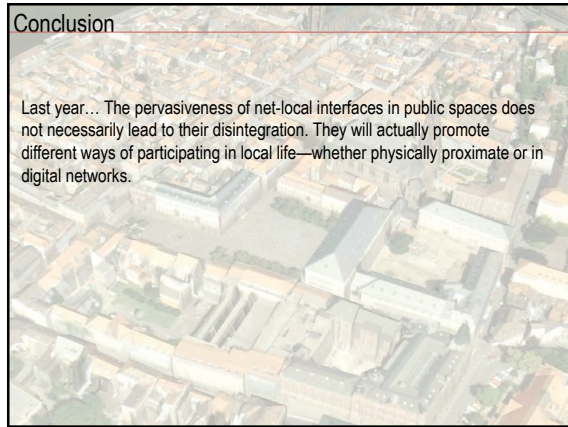 Conclusion
Last year… The pervasiveness of net-local interfaces in public spaces does
not necessarily lead to their disintegration. They will actually promote
different ways of participating in local life—whether physically proximate or in
digital networks.